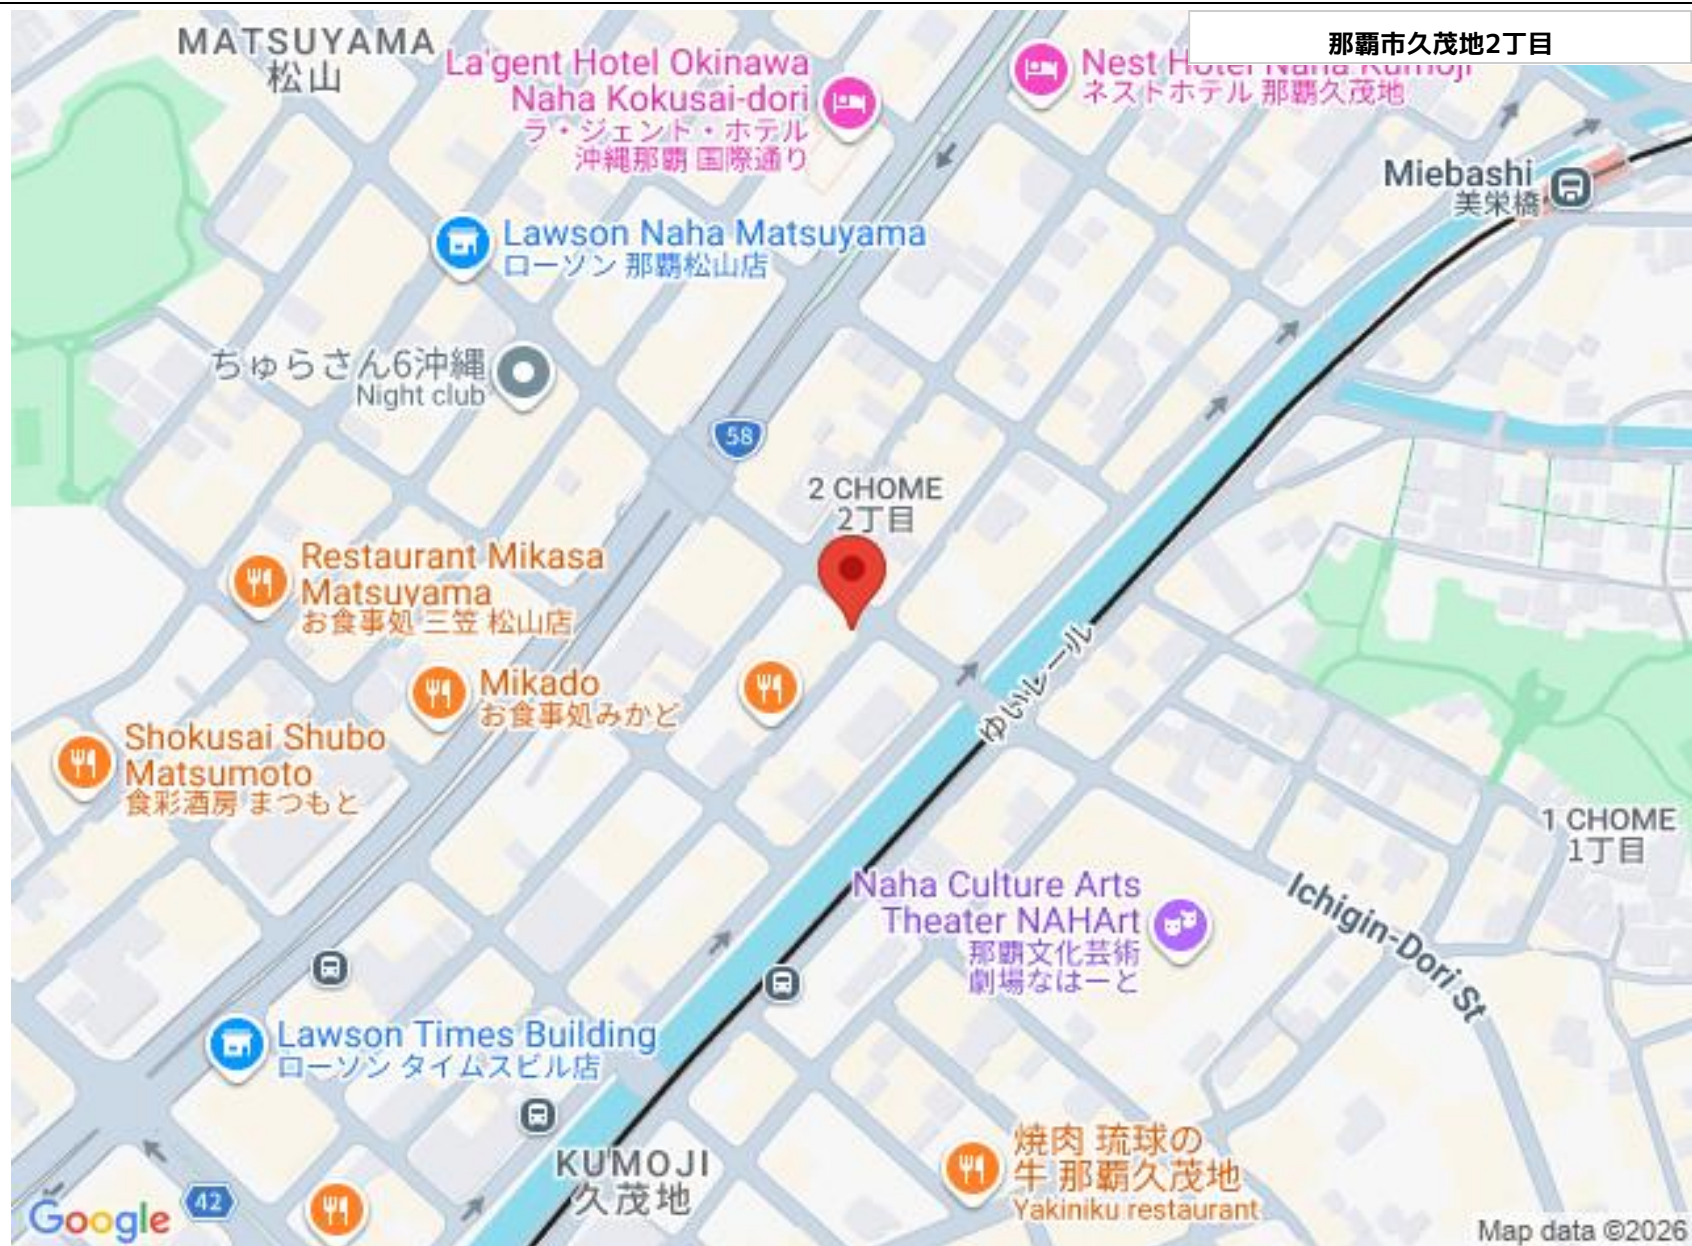 那覇市久茂地2丁目
MATSUYAMA
松山
La'gent Hotel Okinawa
Naha Kokusai-dori
ラ・ジェント・ホテル
沖縄那覇 国際通り
Nest Hotel Naha Kumoji
ネストホテル 那覇久茂地
Miebashi
美栄橋
Lawson Naha Matsuyama
ローソン 那覇松山店
ちゅらさん6沖縄
Night club
58
2 CHOME
2丁目
Restaurant Mikasa
Matsuyama
お食事処 三笠 松山店
Mikado
お食事処みかど
ゆいレール
Shokusai Shubo
Matsumoto
食彩酒房 まつもと
1 CHOME
1丁目
Naha Culture Arts
Theater NAHArt
那覇文化芸術
劇場なはーと
Ichigin-Dori St
Lawson Times Building
ローソン タイムスビル店
KUMOJI
久茂地
焼肉 琉球の
牛 那覇久茂地
Yakiniku restaurant
42
Google
Map data ©2026